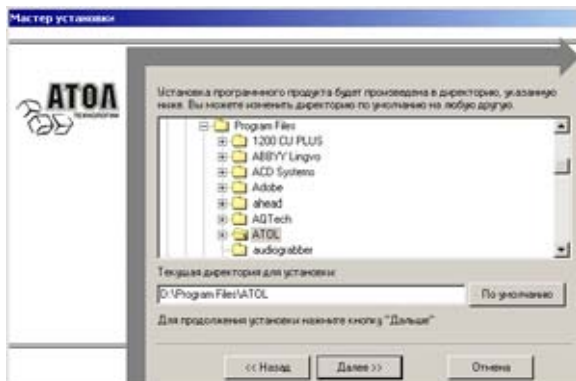 Мастер установки
АТОЛ
ТЕХНОЛОГИИ
Установка программного продукта будет произведена в директорию, указанную
ниже. Вы можете изменить директорию по умолчанию на любую другую.
Program Files
1200 CU PLUS
ABBYY Lingvo
ACD Systems
Adobe
ahead
AQTech
ATOL
audiograbber
Текущая директория для установки:
D:\Program Files\ATOL
По умолчанию
Для продолжения установки нажмите кнопку "Дальше"
<< Назад
Далее >>
Отмена